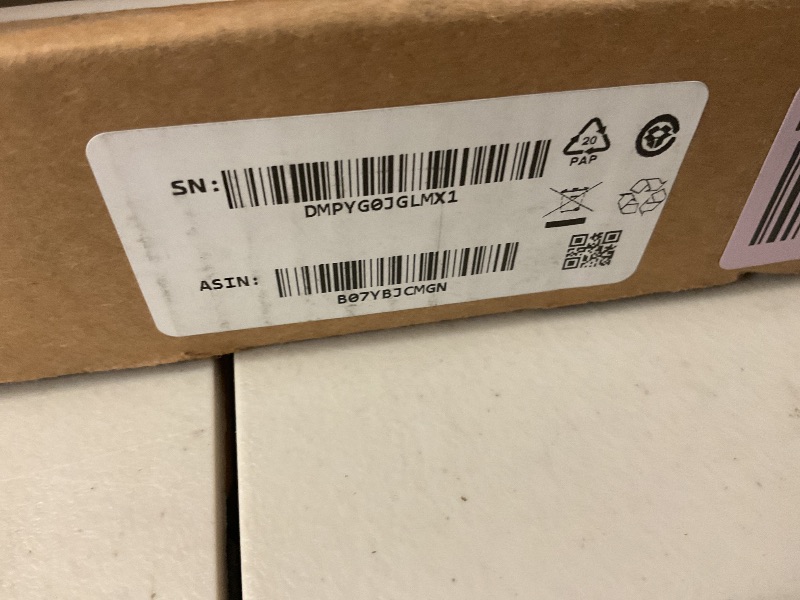 SN:
DMPYG0JGLMX1
20
PAP
ASIN:
B07YBJCMGN